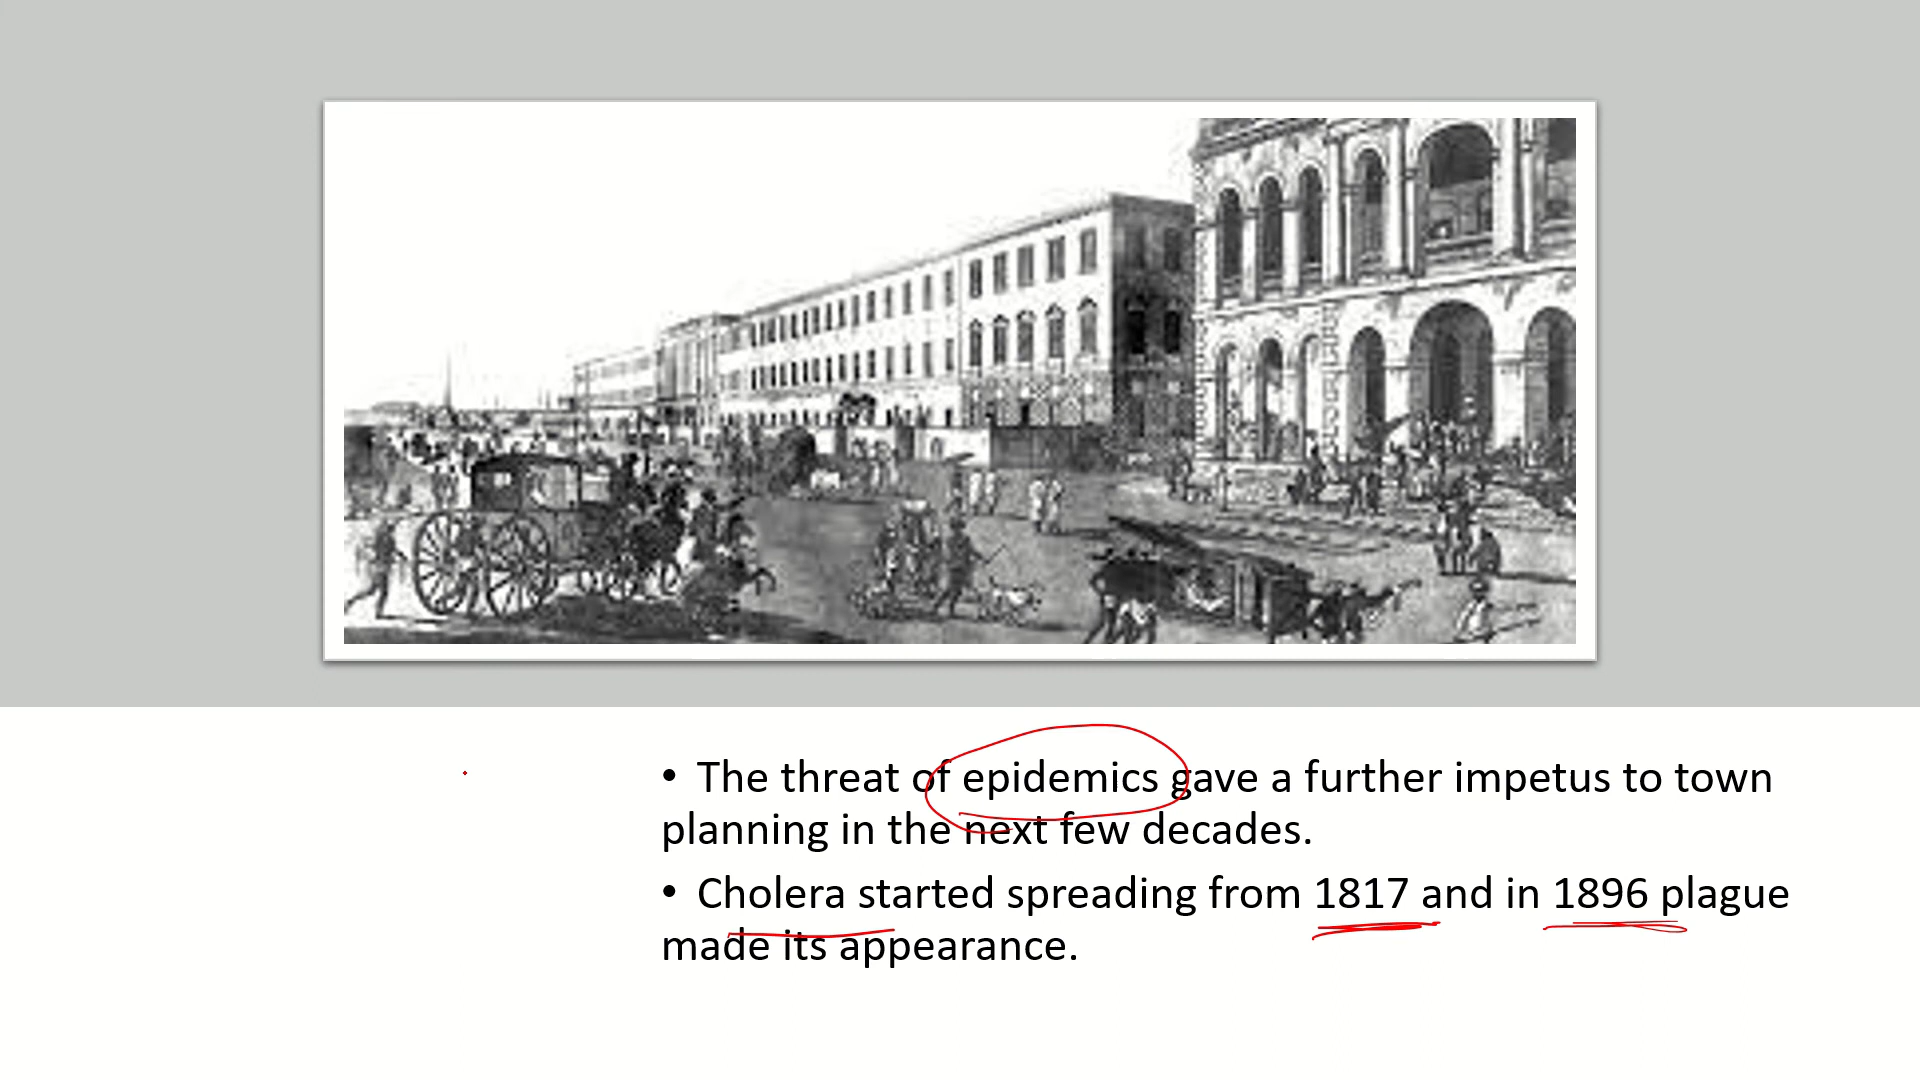 • The threat of epidemics gave a further impetus to town
planning in the next few decades.
• Cholera started spreading from 1817 and in 1896 plague
made its appearance.